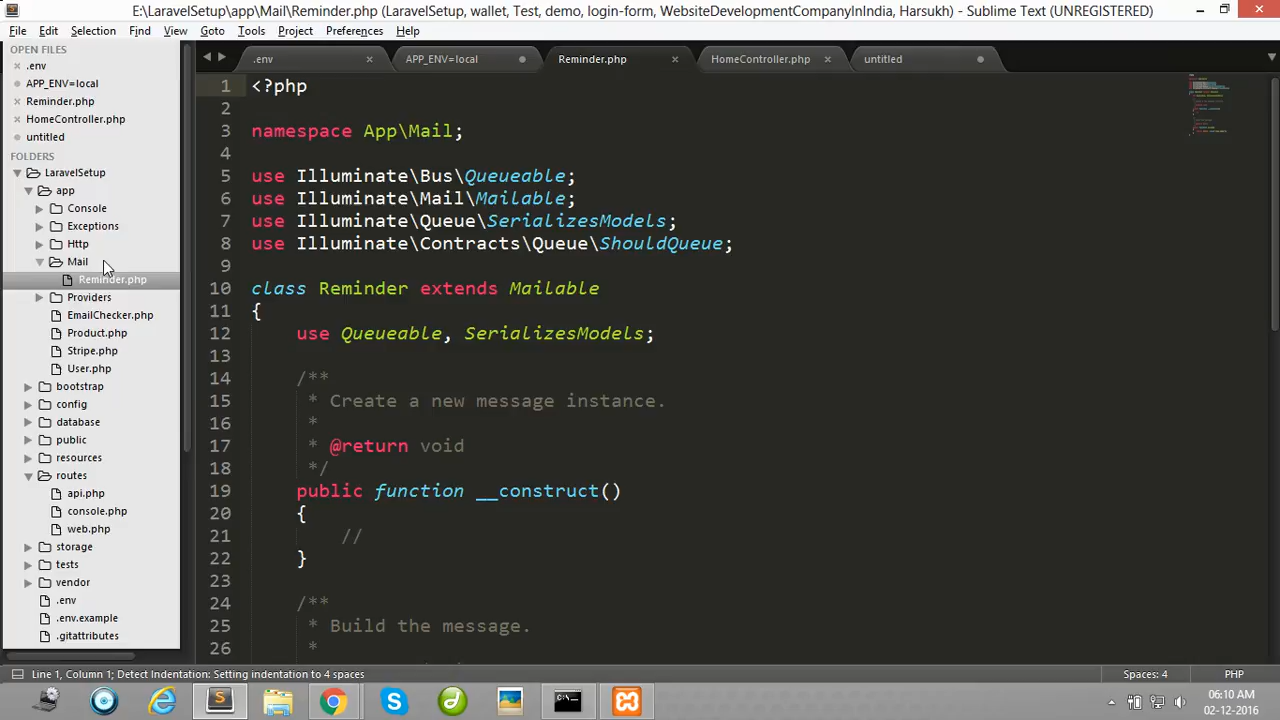 E:\LaravelSetup\app\Mail\Reminder.php (LaravelSetup, wallet, Test, demo, login-form, WebsiteDevelopmentCompanyInIndia, Harsukh) - Sublime Text (UNREGISTERED)
File Edit Selection Find View Goto Tools Project Preferences Help
OPEN FILES
.env
APP_ENV=local
Reminder.php
HomeController.php
untitled
FOLDERS
LaravelSetup
app
Console
Exceptions
Http
Mail
Reminder.php
Providers
EmailChecker.php
Product.php
Stripe.php
User.php
bootstrap
config
database
public
resources
routes
api.php
console.php
web.php
storage
tests
vendor
.env
.env.example
.gitattributes
.env APP_ENV=local Reminder.php HomeController.php untitled
1 <?php
2
3 namespace App\Mail;
4
5 use Illuminate\Bus\Queueable;
6 use Illuminate\Mail\Mailable;
7 use Illuminate\Queue\SerializesModels;
8 use Illuminate\Contracts\Queue\ShouldQueue;
9
10 class Reminder extends Mailable
11 {
12 use Queueable, SerializesModels;
13
14 /**
15 * Create a new message instance.
16 *
17 * @return void
18 */
19 public function __construct()
20 {
21 //
22 }
23
24 /**
25 * Build the message.
26 *
Line 1, Column 1; Detect Indentation: Setting indentation to 4 spaces Spaces: 4 PHP
06:10 AM
02-12-2016